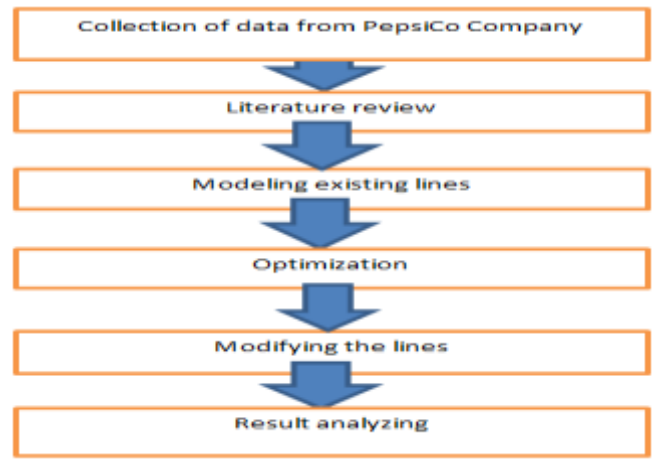 Collection of data from PepsiCo Company
Literature review
Modeling existing lines
Optimization
Modifying the lines
Result analyzing